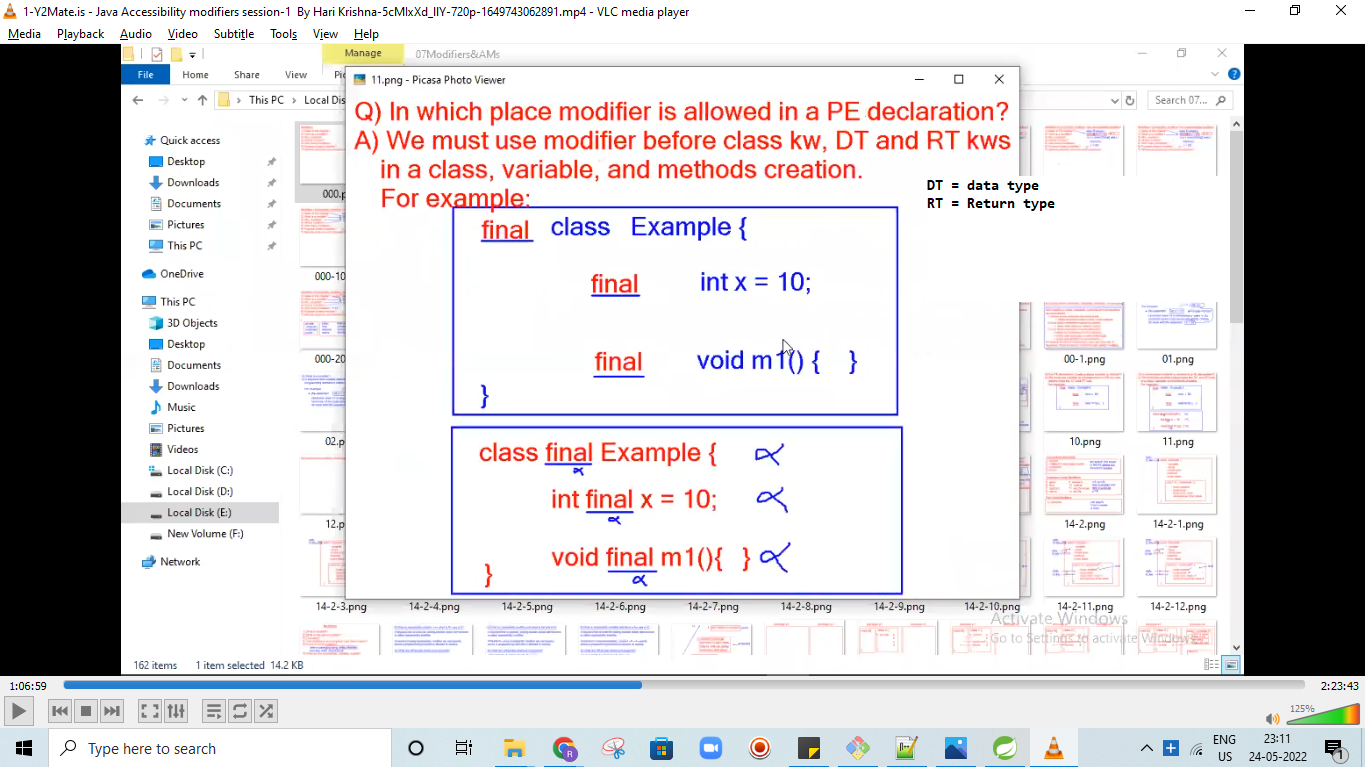 1-Y2Mate.is - Java Accessibility modifiers session-1 By Hari Krishna-5cMlxXd_lIY-720p-1649743062891.mp4 - VLC media player
Media Playback Audio Video Subtitle Tools View Help
Manage 07Modifiers&AMs
File Home Share View
11.png - Picasa Photo Viewer
This PC Local Dis
Search 07...
Q) In which place modifier is allowed in a PE declaration?
A) We must use modifier before class kw, DT and RT kws
in a class, variable, and methods creation.
For example:
final class Example {
final int x = 10;
final void m1() { }
}
class final Example {
int final x = 10;
void final m1(){ }
}
DT = data type
RT = Return type
Quick access
Desktop
Downloads
Documents
Pictures
This PC
OneDrive
This PC
3D Objects
Desktop
Documents
Downloads
Music
Pictures
Videos
Local Disk (C:)
Local Disk (D:)
Local Disk (E:)
New Volume (F:)
Network
000.p
000-10
000-20
02.p
12.p
00-1.png 01.png
10.png 11.png
14-2.png 14-2-1.png
14-2-3.png 14-2-4.png 14-2-5.png 14-2-6.png 14-2-7.png 14-2-8.png 14-2-9.png 14-2-10.png 14-2-11.png 14-2-12.png
Activate Windows
Go to Settings to activate Windows.
162 items 1 item selected 14.2 KB
1:06:59 2:23:43
125%
Type here to search
ENG
US
23:11
24-05-2022
1